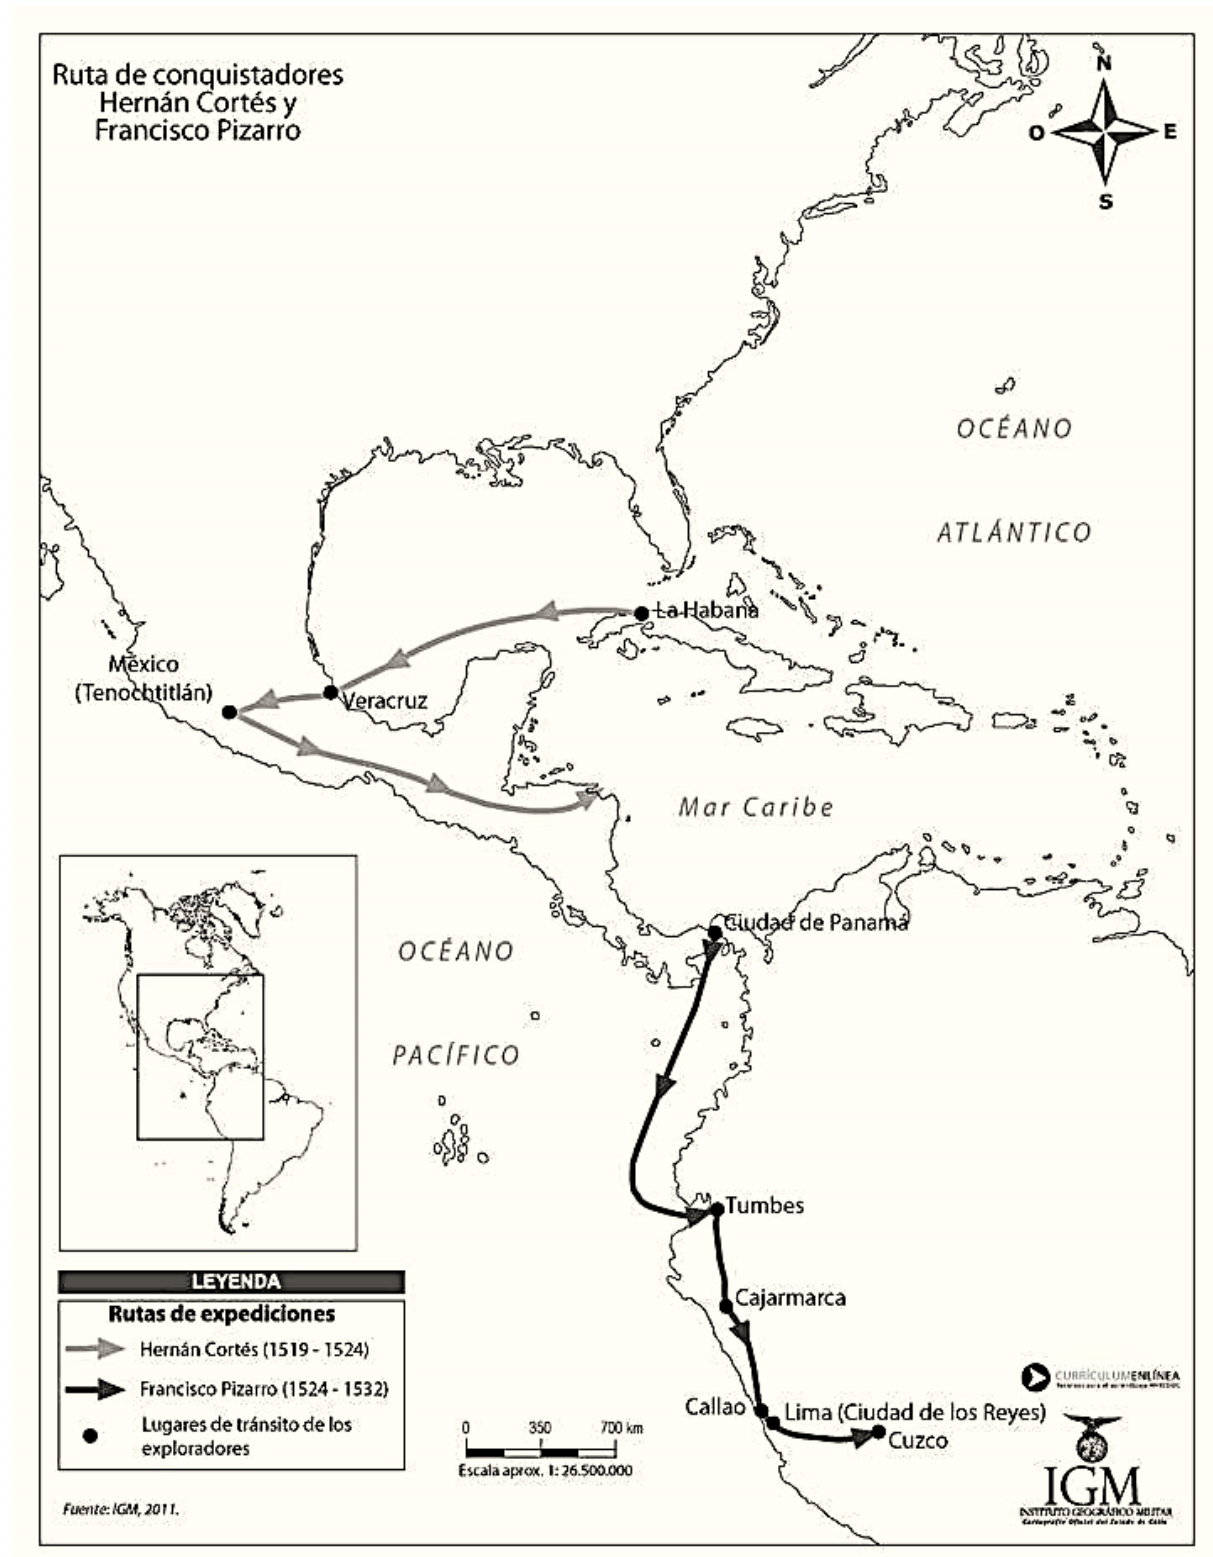 Ruta de conquistadores
Hernán Cortés y
Francisco Pizarro
N
O
E
S
OCÉANO
ATLÁNTICO
La Habana
México
(Tenochtitlán)
Veracruz
Mar Caribe
Ciudad de Panamá
OCÉANO
PACÍFICO
Tumbes
Cajarmarca
Callao
Lima (Ciudad de los Reyes)
Cuzco
LEYENDA
Rutas de expediciones
Hernán Cortés (1519 - 1524)
Francisco Pizarro (1524 - 1532)
Lugares de tránsito de los
exploradores
0 350 700 km
Escala aprox. 1: 26.500.000
Fuente: IGM, 2011.
CURRÍCULUMENLÍNEA
IGM
INSTITUTO GEOGRÁFICO MILITAR